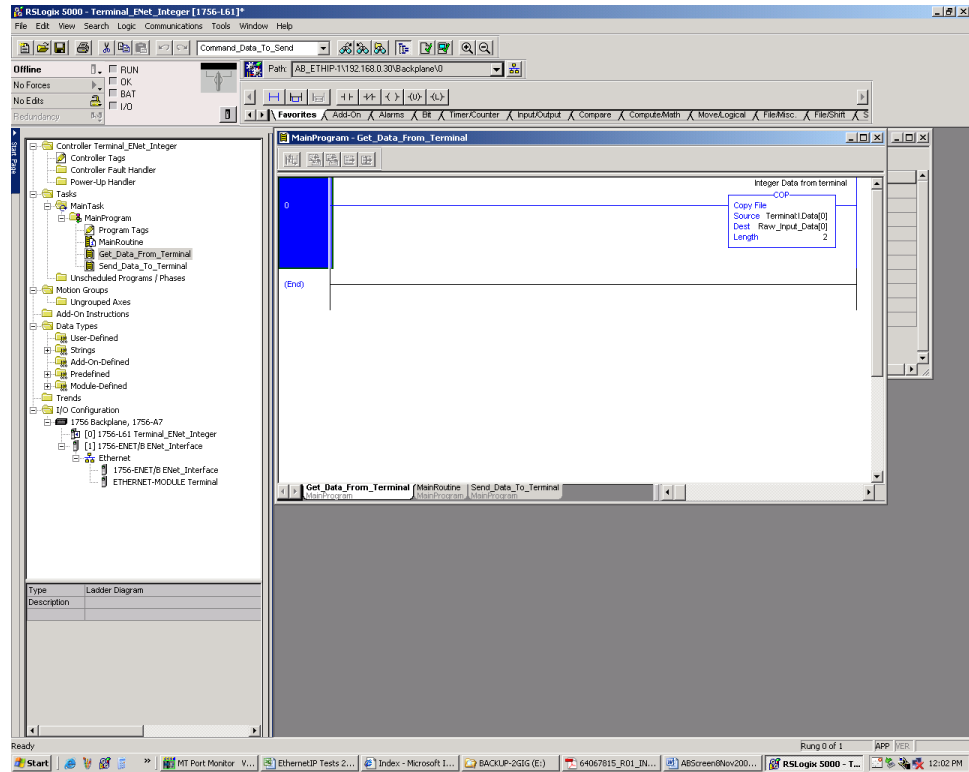 RSLogix 5000 - Terminal_ENet_Integer [1756-L61]*
File Edit View Search Logic Communications Tools Window Help
Command_Data_To_Send
Offline
RUN
Path: AB_ETHIP-1\192.168.0.30\Backplane\0
No Forces
OK
BAT
No Edits
I/O
Redundancy
Favorites Add-On Alarms Bit Timer/Counter Input/Output Compare Compute/Math Move/Logical File/Misc. File/Shift S
Start Page
Controller Terminal_ENet_Integer
Controller Tags
Controller Fault Handler
Power-Up Handler
Tasks
MainTask
MainProgram
Program Tags
MainRoutine
Get_Data_From_Terminal
Send_Data_To_Terminal
Unscheduled Programs / Phases
Motion Groups
Ungrouped Axes
Add-On Instructions
Data Types
User-Defined
Strings
Add-On-Defined
Predefined
Module-Defined
Trends
I/O Configuration
1756 Backplane, 1756-A7
[0] 1756-L61 Terminal_ENet_Integer
[1] 1756-ENET/B ENet_Interface
Ethernet
1756-ENET/B ENet_Interface
ETHERNET-MODULE Terminal
Type Ladder Diagram
Description
MainProgram - Get_Data_From_Terminal
Integer Data from terminal
COP
0
Copy File
Source Terminal:I.Data[0]
Dest Raw_Input_Data[0]
Length 2
(End)
Get_Data_From_Terminal MainRoutine Send_Data_To_Terminal
MainProgram MainProgram MainProgram
Ready
Rung 0 of 1 APP VER
Start » MT Port Monitor V... EthernetIP Tests 2... Index - Microsoft I... BACKUP-2GIG (E:) 64067815_R01_IN... ABScreen8Nov200... RSLogix 5000 - T... 12:02 PM